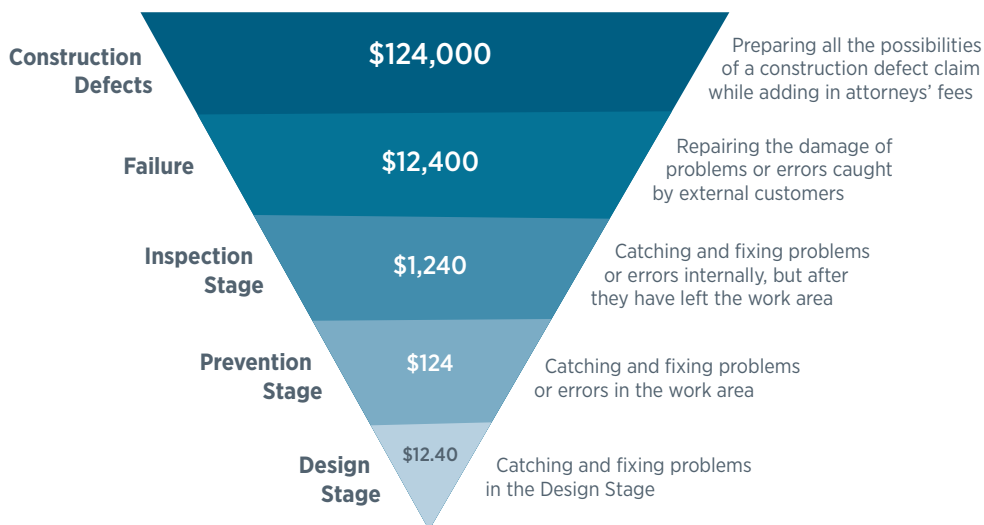 Construction
Defects
$124,000
Preparing all the possibilities
of a construction defect claim
while adding in attorneys’ fees
Failure
$12,400
Repairing the damage of
problems or errors caught
by external customers
Inspection
Stage
$1,240
Catching and fixing problems
or errors internally, but after
they have left the work area
Prevention
Stage
$124
Catching and fixing problems
or errors in the work area
Design
Stage
$12.40
Catching and fixing problems
in the Design Stage